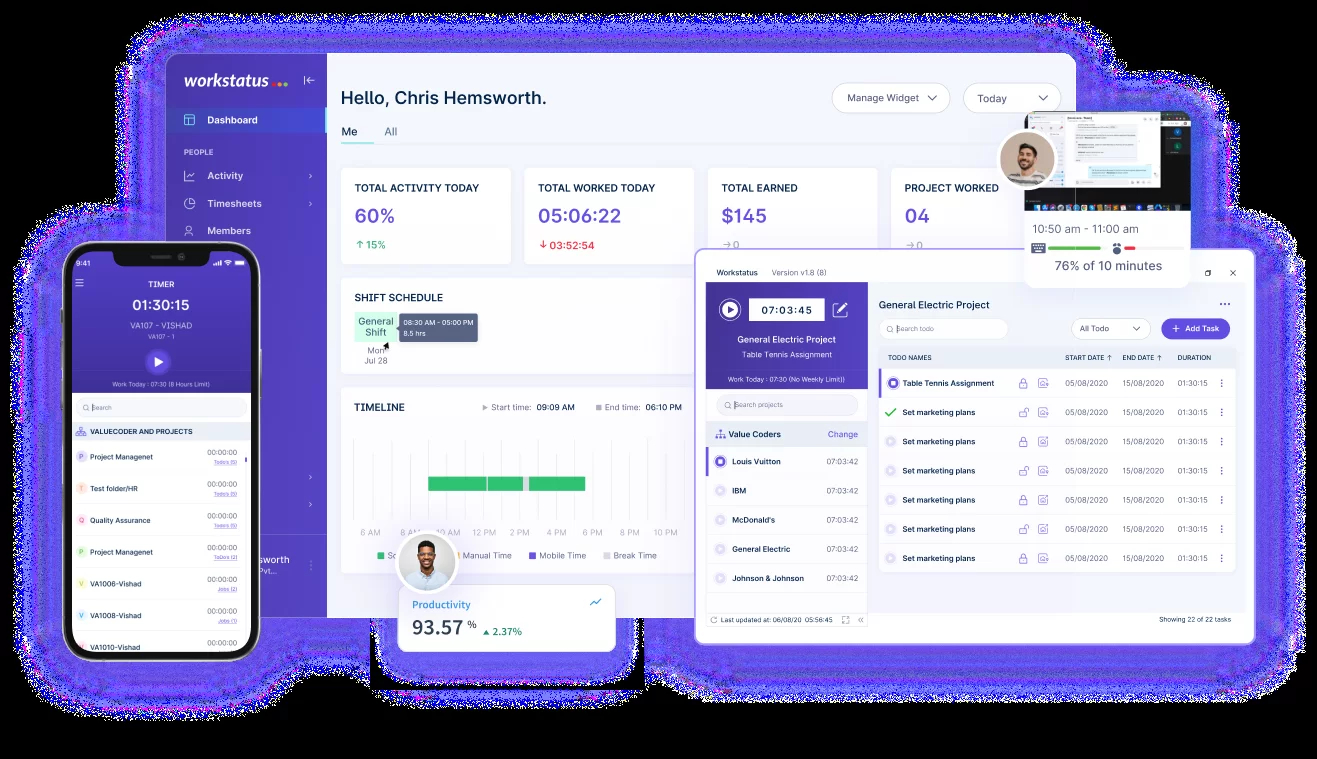 workstatus
Dashboard
PEOPLE
Activity
Timesheets
Members
sworth
Pvt...
Hello, Chris Hemsworth.
Manage Widget
Today
Me
All
TOTAL ACTIVITY TODAY
60%
↑ 15%
TOTAL WORKED TODAY
05:06:22
↓ 03:52:54
TOTAL EARNED
$145
→ 0
PROJECT WORKED
04
→ 0
SHIFT SCHEDULE
General
Shift
08:30 AM - 05:00 PM
8.5 hrs
Mon
Jul 28
TIMELINE
Start time: 09:09 AM
End time: 06:10 PM
6 AM 8 AM 10 AM 12 PM 2 PM 4 PM 6 PM 8 PM 10 PM
Manual Time
Mobile Time
Break Time
Productivity
93.57 %
▲ 2.37%
9:41
TIMER
01:30:15
VA107 - VISHAD
VA107 - 1
Work Today : 07:30 (8 Hours Limit)
Search
VALUECODER AND PROJECTS
P Project Managenet 00:00:00
Todo's (5)
T Test folder/HR 00:00:00
Todo's (5)
Q Quality Assurance 00:00:00
Todo's (5)
P Project Managenet 00:00:00
ToDo's (2)
V VA1006-Vishad 00:00:00
Jobs (2)
V VA1008-Vishad 00:00:00
Jobs (1)
VA1010-Vishad 00:00:00
10:50 am - 11:00 am
76% of 10 minutes
Workstatus Version v1.8 (8)
07:03:45
General Electric Project
Table Tennis Assignment
Work Today : 07:30 (No Weekly Limit))
Search projects
Value Coders Change
Louis Vuitton 07:03:42
IBM 07:03:42
McDonald's 07:03:42
General Electric 07:03:42
Johnson & Johnson 07:03:42
Last updated at: 06/08/20 05:56:45
General Electric Project
Search todo
All Todo
+ Add Task
TODO NAMES START DATE ↑ END DATE ↑ DURATION
Table Tennis Assignment 05/08/2020 15/08/2020 01:30:15
Set marketing plans 05/08/2020 15/08/2020 01:30:15
Set marketing plans 05/08/2020 15/08/2020 01:30:15
Set marketing plans 05/08/2020 15/08/2020 01:30:15
Set marketing plans 05/08/2020 15/08/2020 01:30:15
Set marketing plans 05/08/2020 15/08/2020 01:30:15
Set marketing plans 05/08/2020 15/08/2020 01:30:15
Showing 22 of 22 tasks